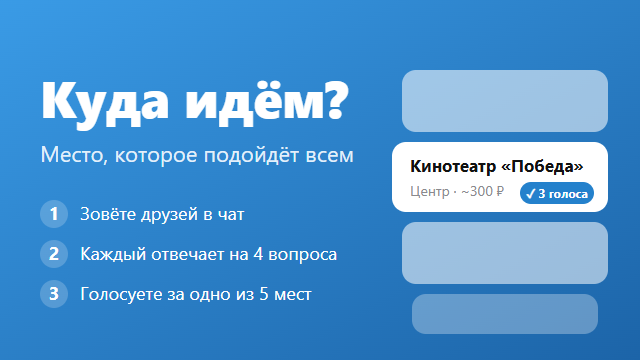 Куда идём?
Место, которое подойдёт всем
1 Зовёте друзей в чат
2 Каждый отвечает на 4 вопроса
3 Голосуете за одно из 5 мест
Кинотеатр «Победа»
Центр · ~300 ₽
✓ 3 голоса